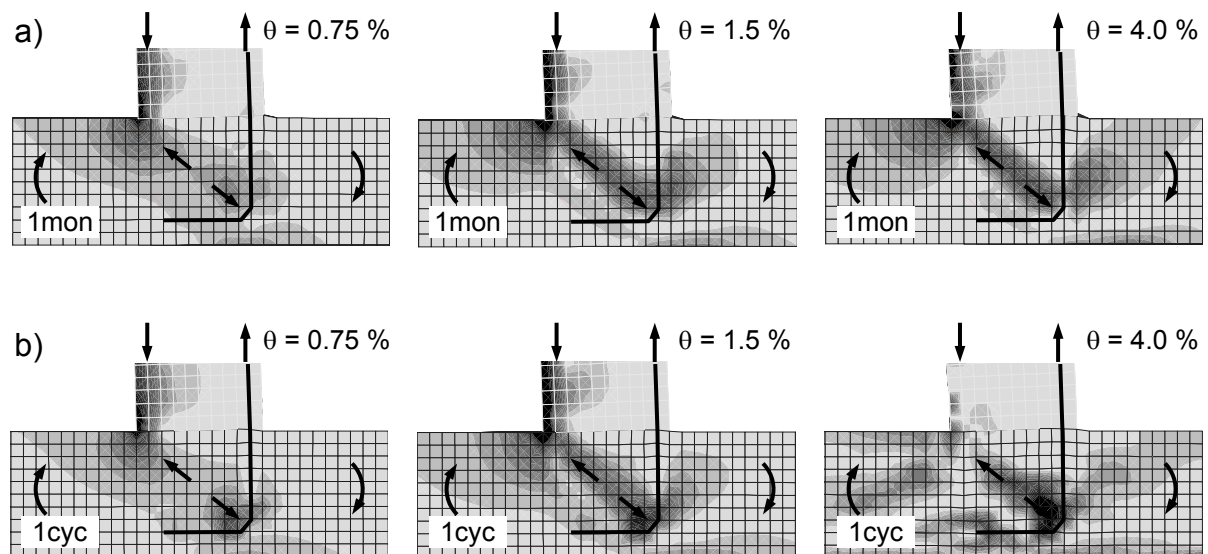 a)
θ = 0.75 %
θ = 1.5 %
θ = 4.0 %
1mon
1mon
1mon
b)
θ = 0.75 %
θ = 1.5 %
θ = 4.0 %
1cyc
1cyc
1cyc